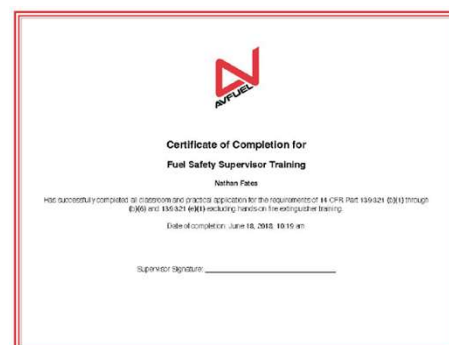 AVFUEL
Certificate of Completion for
Fuel Safety Supervisor Training
Nathan Fates
Has successfully completed all classroom and practical application for the requirements of 14 CFR Part 139.321 (b)(1) through
(b)(6) and 139.321 (e)(1) excluding hands-on fire extinguisher training.
Date of completion: June 18, 2018, 10:19 am
Supervisor Signature: